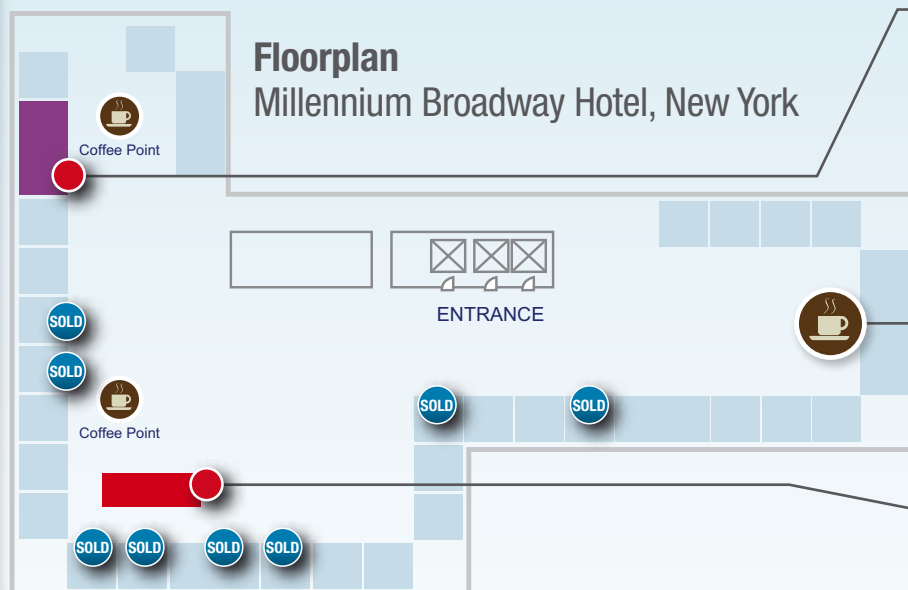 Floorplan
Millennium Broadway Hotel, New York
Coffee Point
ENTRANCE
SOLD
SOLD
Coffee Point
SOLD
SOLD
SOLD
SOLD
SOLD
SOLD